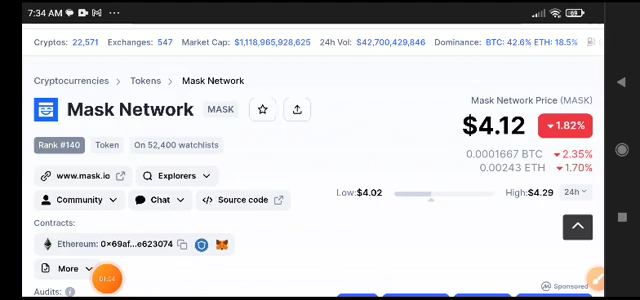 7:34 AM
69
Cryptos: 22,571 Exchanges: 547 Market Cap: $1,118,965,928,625 24h Vol: $42,700,429,846 Dominance: BTC: 42.6% ETH: 18.5%
Cryptocurrencies > Tokens > Mask Network
Mask Network MASK
Rank #140 Token On 52,400 watchlists
www.mask.io Explorers
Community Chat Source code
Contracts:
Ethereum: 0x69af...e623074
More
01:04
Audits:
Mask Network Price (MASK)
$4.12 1.82%
0.0001667 BTC 2.35%
0.00243 ETH 1.70%
Low: $4.02 High: $4.29 24h
Sponsored